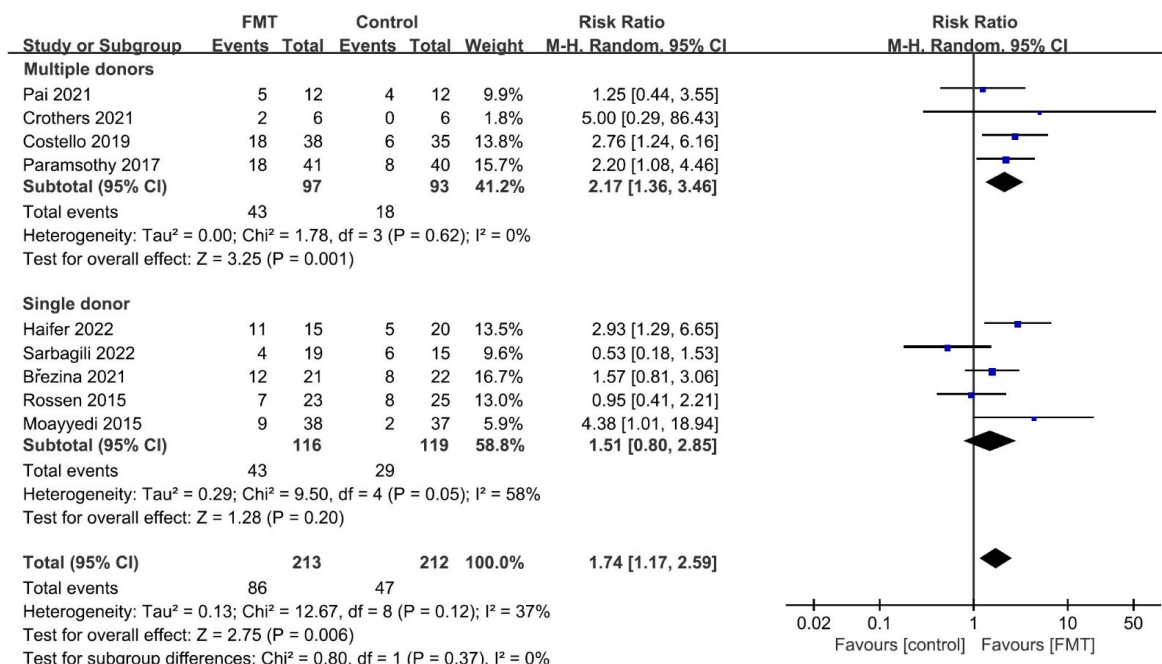 FMT Control Risk Ratio Risk Ratio
Study or Subgroup Events Total Events Total Weight M-H, Random, 95% CI M-H, Random, 95% CI
Multiple donors
Pai 2021 5 12 4 12 9.9% 1.25 [0.44, 3.55]
Crothers 2021 2 6 0 6 1.8% 5.00 [0.29, 86.43]
Costello 2019 18 38 6 35 13.8% 2.76 [1.24, 6.16]
Paramsothy 2017 18 41 8 40 15.7% 2.20 [1.08, 4.46]
Subtotal (95% CI) 97 93 41.2% 2.17 [1.36, 3.46]
Total events 43 18
Heterogeneity: Tau² = 0.00; Chi² = 1.78, df = 3 (P = 0.62); I² = 0%
Test for overall effect: Z = 3.25 (P = 0.001)
Single donor
Haifer 2022 11 15 5 20 13.5% 2.93 [1.29, 6.65]
Sarbagili 2022 4 19 6 15 9.6% 0.53 [0.18, 1.53]
Březina 2021 12 21 8 22 16.7% 1.57 [0.81, 3.06]
Rossen 2015 7 23 8 25 13.0% 0.95 [0.41, 2.21]
Moayyedi 2015 9 38 2 37 5.9% 4.38 [1.01, 18.94]
Subtotal (95% CI) 116 119 58.8% 1.51 [0.80, 2.85]
Total events 43 29
Heterogeneity: Tau² = 0.29; Chi² = 9.50, df = 4 (P = 0.05); I² = 58%
Test for overall effect: Z = 1.28 (P = 0.20)
Total (95% CI) 213 212 100.0% 1.74 [1.17, 2.59]
Total events 86 47
Heterogeneity: Tau² = 0.13; Chi² = 12.67, df = 8 (P = 0.12); I² = 37%
Test for overall effect: Z = 2.75 (P = 0.006)
Test for subgroup differences: Chi² = 0.80, df = 1 (P = 0.37), I² = 0%
0.02 0.1 1 10 50
Favours [control] Favours [FMT]